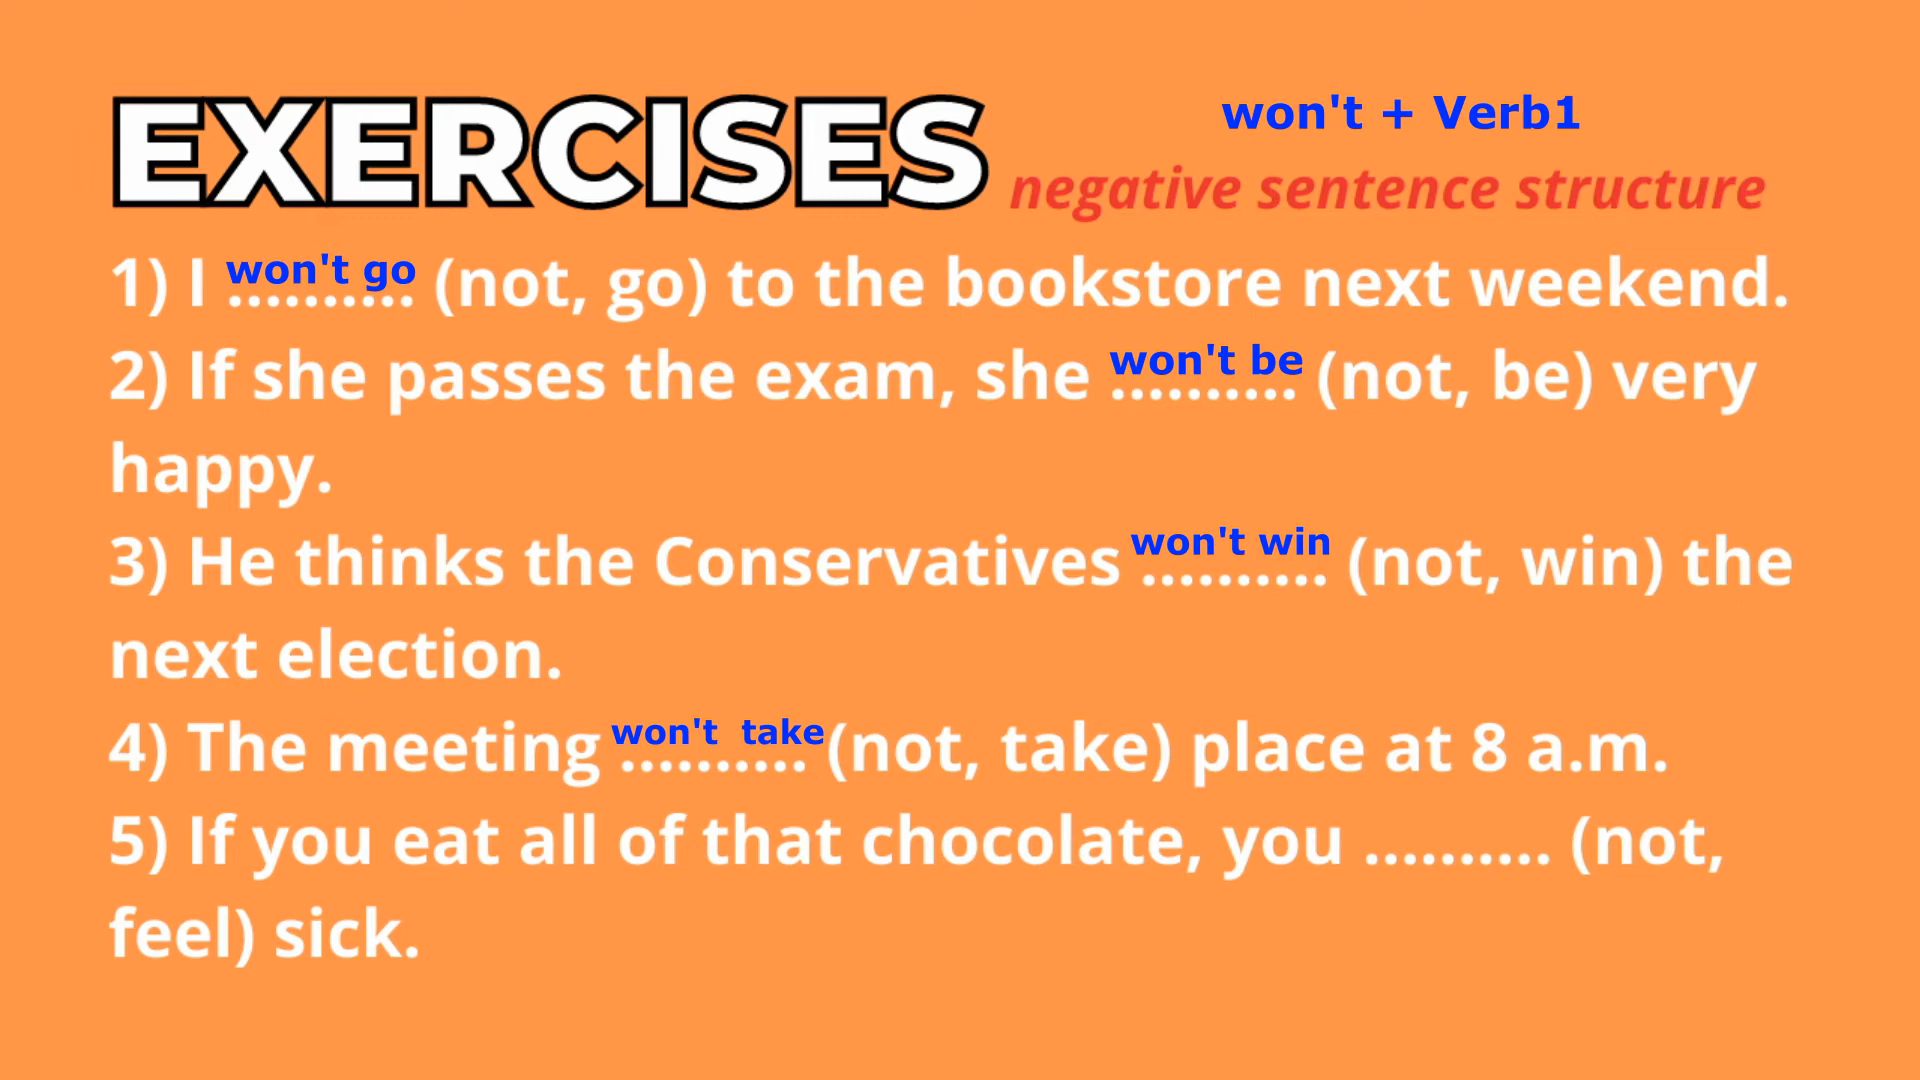 EXERCISES
won't + Verb1
negative sentence structure
1) I .......... won't go (not, go) to the bookstore next weekend.
2) If she passes the exam, she .......... won't be (not, be) very
happy.
3) He thinks the Conservatives .......... won't win (not, win) the
next election.
4) The meeting .......... won't take (not, take) place at 8 a.m.
5) If you eat all of that chocolate, you .......... (not,
feel) sick.